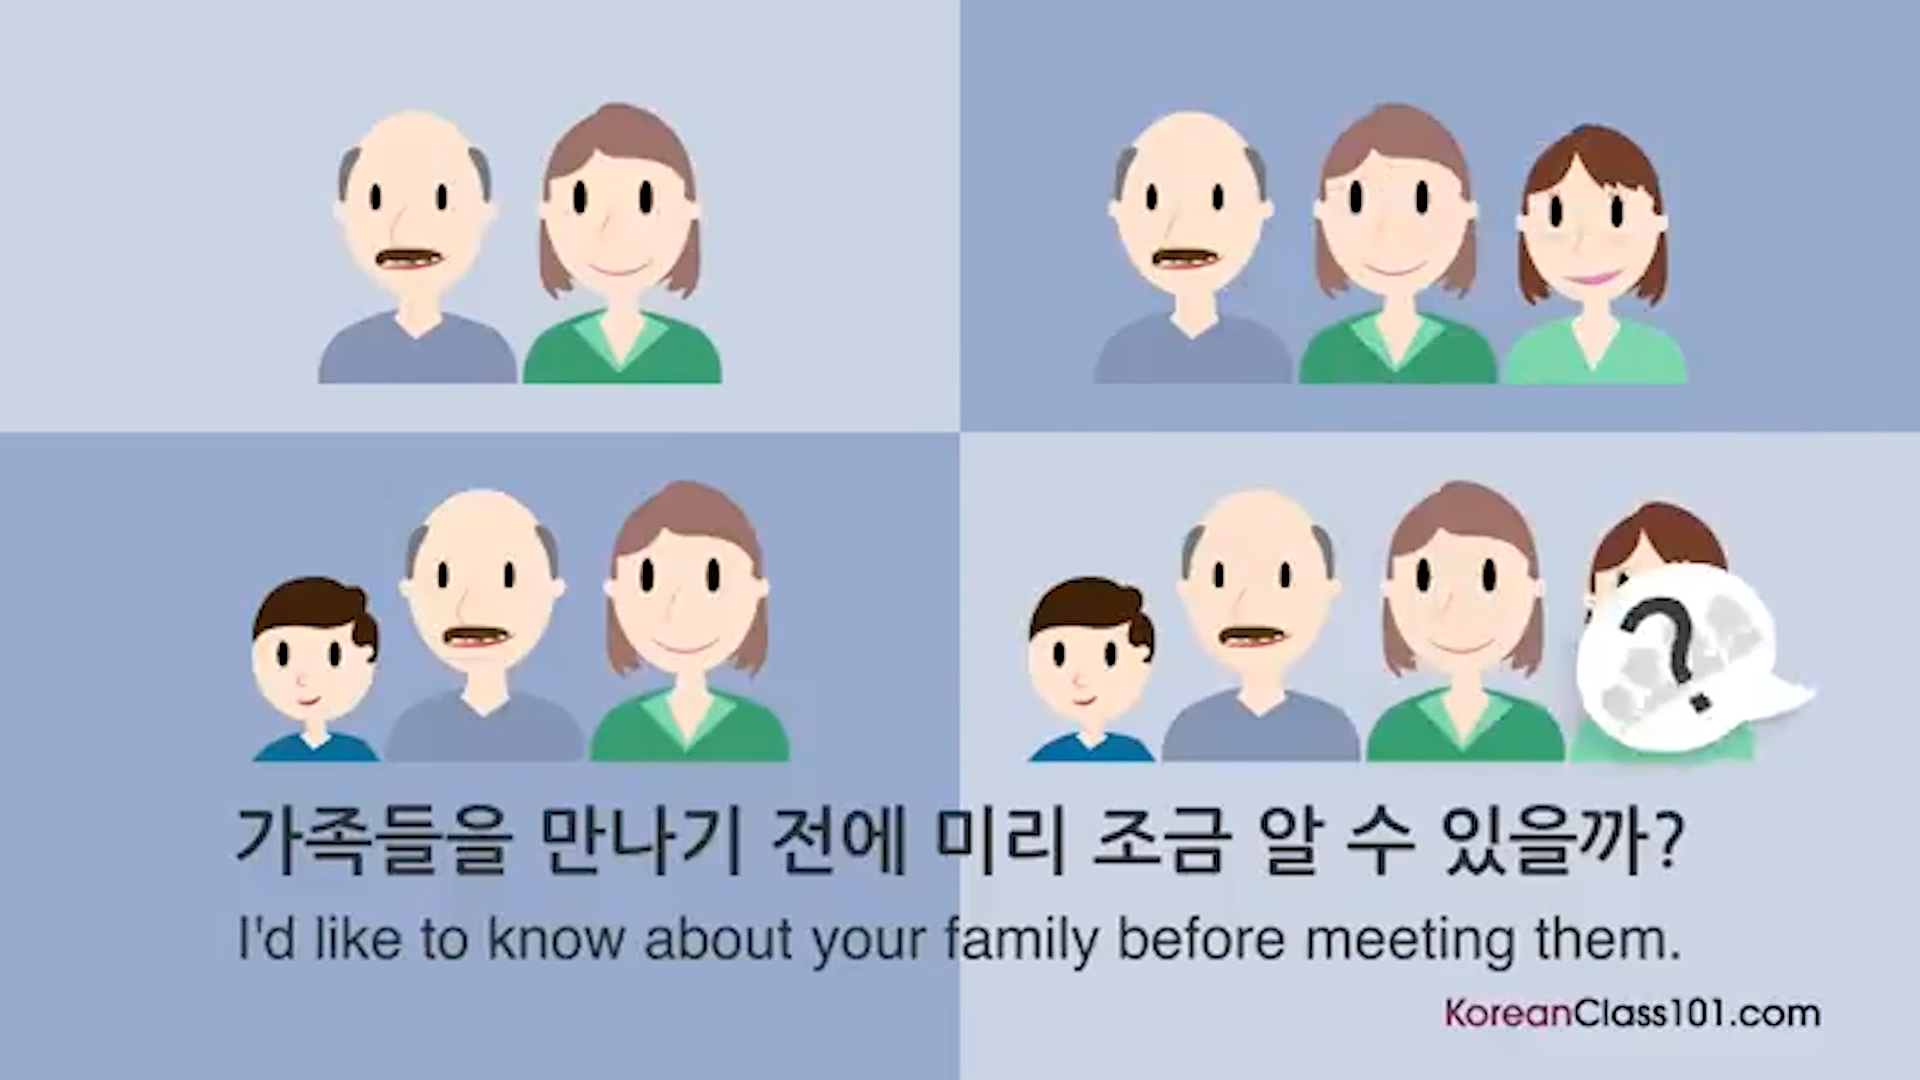 가족들을 만나기 전에 미리 조금 알 수 있을까?
I'd like to know about your family before meeting them.
KoreanClass101.com